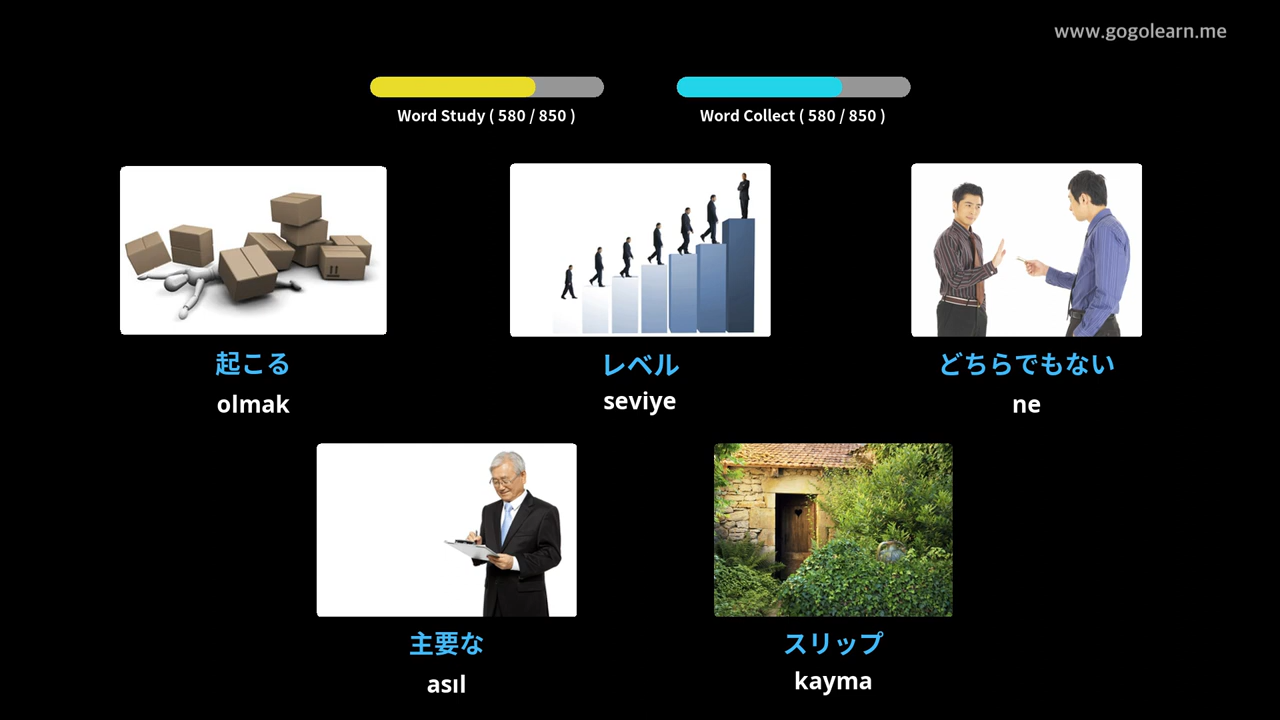 www.gogolearn.me
Word Study ( 580 / 850 )
Word Collect ( 580 / 850 )
起こる
olmak
レベル
seviye
どちらでもない
ne
主要な
asıl
スリップ
kayma